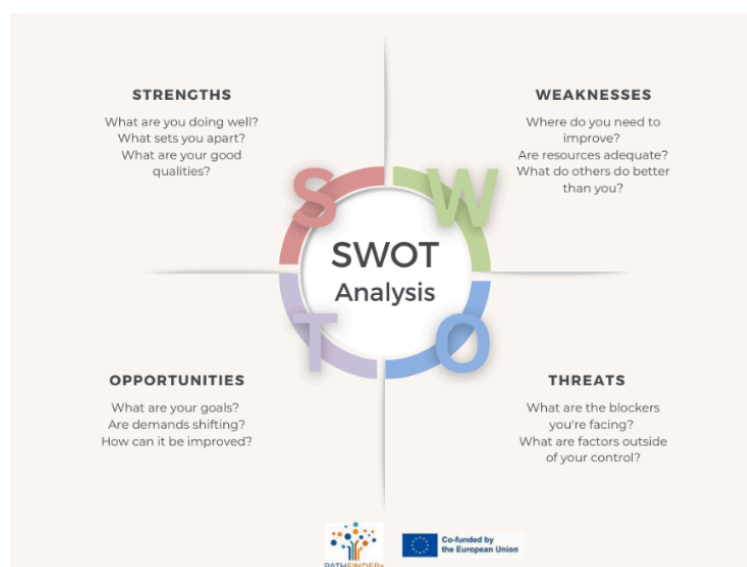 STRENGTHS
What are you doing well?
What sets you apart?
What are your good
qualities?
WEAKNESSES
Where do you need to
improve?
Are resources adequate?
What do others do better
than you?
S
W
SWOT
Analysis
T
O
OPPORTUNITIES
What are your goals?
Are demands shifting?
How can it be improved?
THREATS
What are the blockers
you're facing?
What are factors outside
of your control?
PATHFINDER+
Co-funded by
the European Union